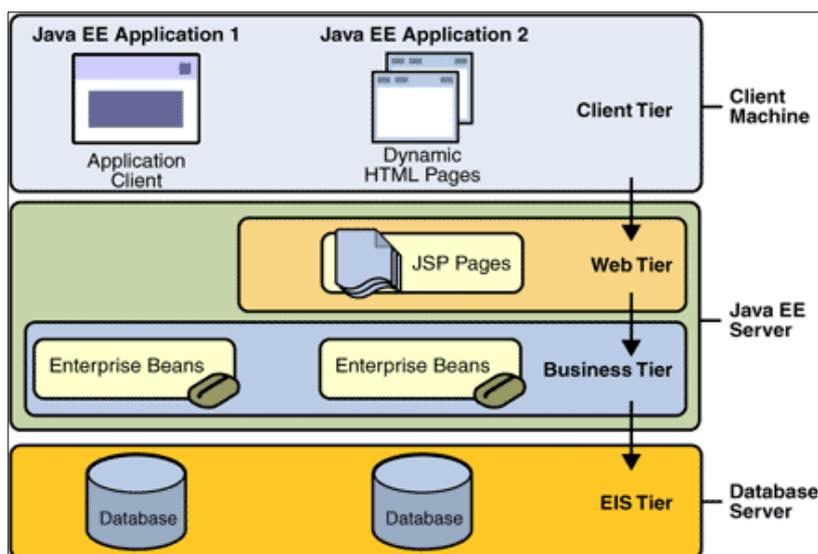 Java EE Application 1
Java EE Application 2
Application
Client
Dynamic
HTML Pages
Client Tier
Client
Machine
JSP Pages
Web Tier
Java EE
Server
Enterprise Beans
Enterprise Beans
Business Tier
Database
Database
EIS Tier
Database
Server